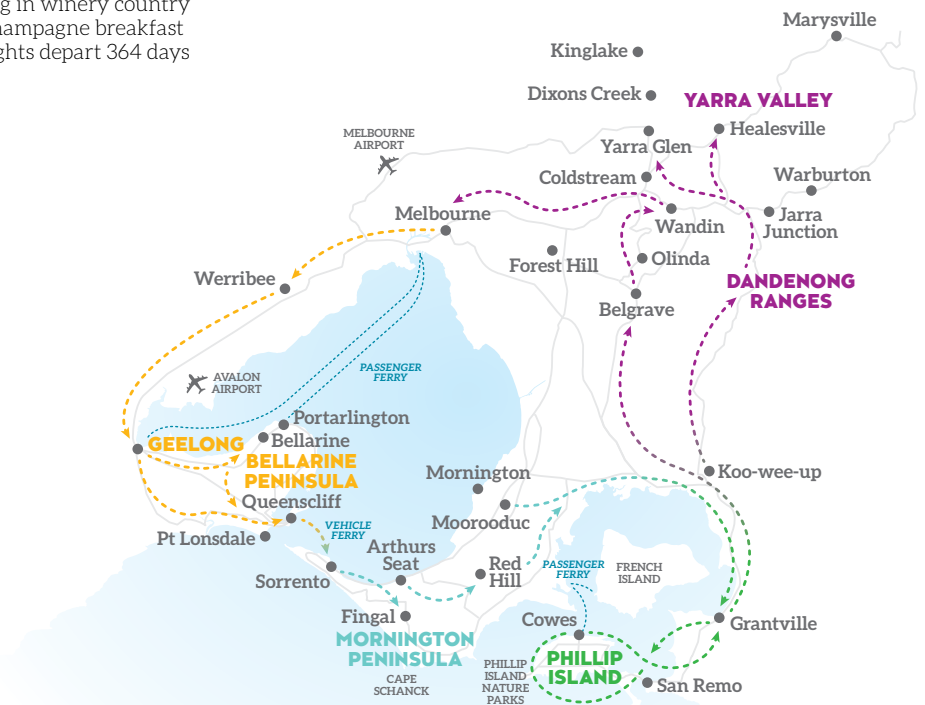 g in winery country
hampagne breakfast
ghts depart 364 days
Marysville
Kinglake
Dixons Creek
YARRA VALLEY
Healesville
MELBOURNE
AIRPORT
Yarra Glen
Coldstream
Warburton
Melbourne
Jarra
Junction
Wandin
Forest Hill
Olinda
Werribee
DANDENONG
RANGES
Belgrave
PASSENGER
FERRY
AVALON
AIRPORT
Portarlington
GEELONG
Bellarine
BELLARINE
PENINSULA
Mornington
Koo-wee-up
Queenscliff
Moorooduc
VEHICLE
FERRY
Pt Lonsdale
Arthurs
Seat
Red
Hill
PASSENGER
FERRY
FRENCH
ISLAND
Sorrento
Fingal
Cowes
Grantville
MORNINGTON
PENINSULA
PHILLIP
ISLAND
CAPE
SCHANCK
PHILLIP
ISLAND
NATURE
PARKS
San Remo